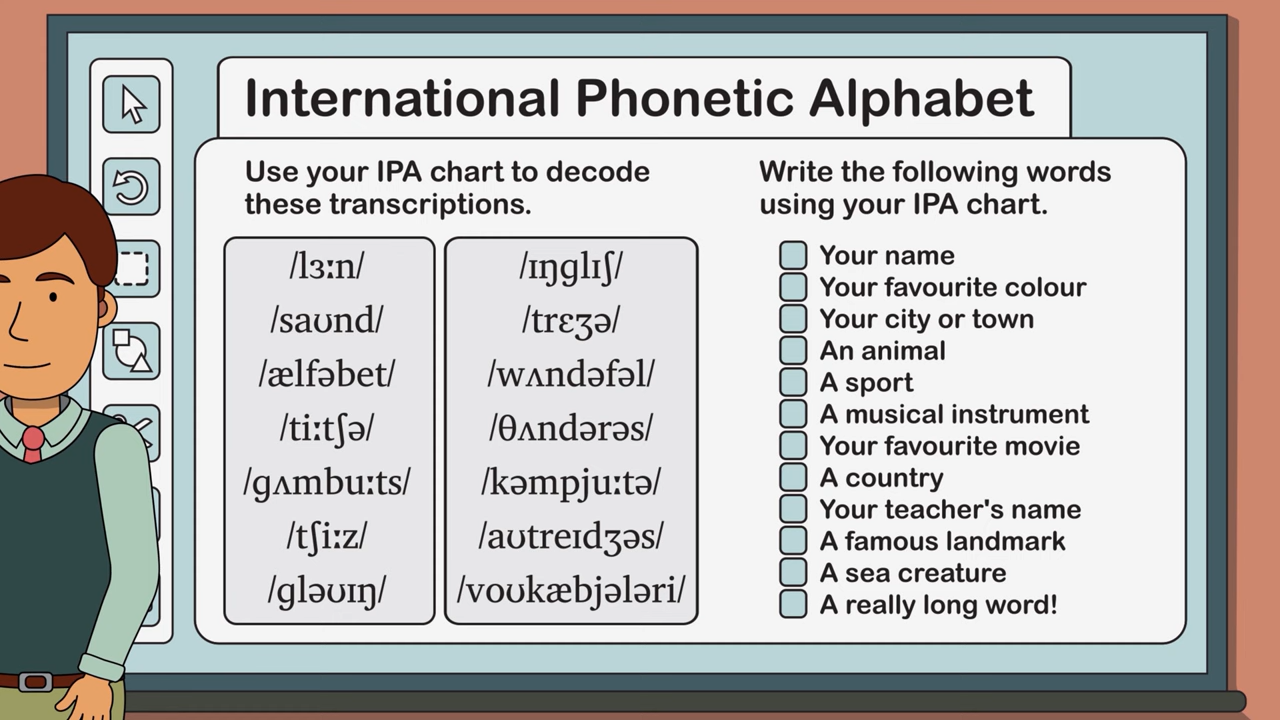 International Phonetic Alphabet
Use your IPA chart to decode
these transcriptions.
/lɜːn/
/saʊnd/
/ælfəbet/
/tiːtʃə/
/gʌmbuːts/
/tʃiːz/
/gləʊɪŋ/
/ɪŋglɪʃ/
/trɛʒə/
/wʌndəfəl/
/θʌndərəs/
/kəmpjuːtə/
/aʊtreɪdʒəs/
/voʊkæbjələri/
Write the following words
using your IPA chart.
Your name
Your favourite colour
Your city or town
An animal
A sport
A musical instrument
Your favourite movie
A country
Your teacher's name
A famous landmark
A sea creature
A really long word!